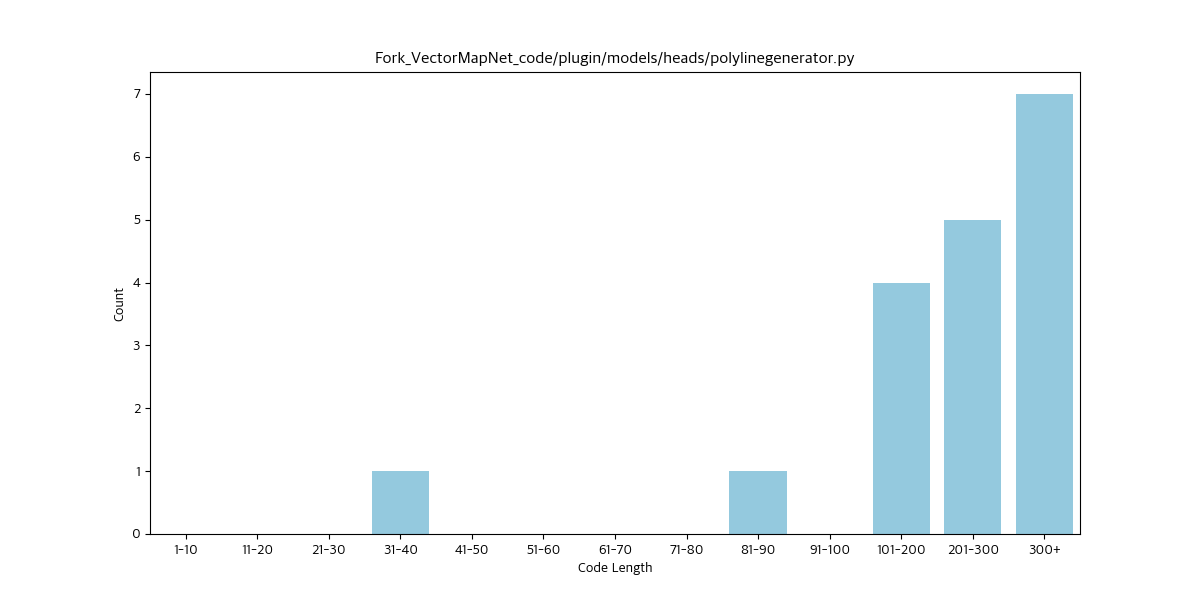 Fork_VectorMapNet_code/plugin/models/heads/polylinegenerator.py
7
6
5
4
3
2
1
0
Count
1-10 11-20 21-30 31-40 41-50 51-60 61-70 71-80 81-90 91-100 101-200 201-300 300+
Code Length